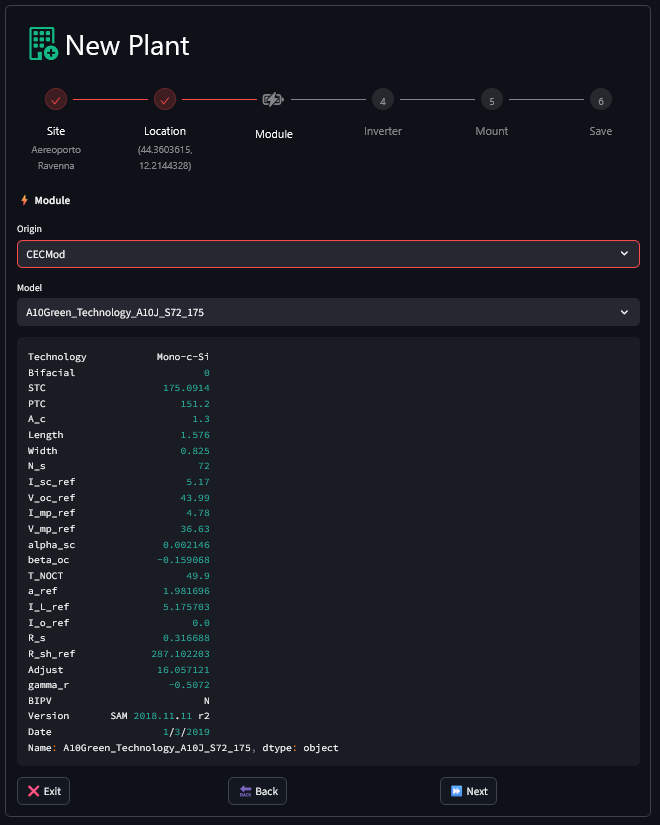 New Plant
4
5
6
Site
Location
Module
Inverter
Mount
Save
Aereoporto
Ravenna
(44.3603615,
12.2144328)
Module
Origin
CECMod
Model
A10Green_Technology_A10J_S72_175
Technology Mono-c-Si
Bifacial 0
STC 175.0914
PTC 151.2
A_c 1.3
Length 1.576
Width 0.825
N_s 72
I_sc_ref 5.17
V_oc_ref 43.99
I_mp_ref 4.78
V_mp_ref 36.63
alpha_sc 0.002146
beta_oc -0.159068
T_NOCT 49.9
a_ref 1.981696
I_L_ref 5.175703
I_o_ref 0.0
R_s 0.316688
R_sh_ref 287.102203
Adjust 16.057121
gamma_r -0.5072
BIPV N
Version SAM 2018.11.11 r2
Date 1/3/2019
Name: A10Green_Technology_A10J_S72_175, dtype: object
Exit
BACK Back
Next